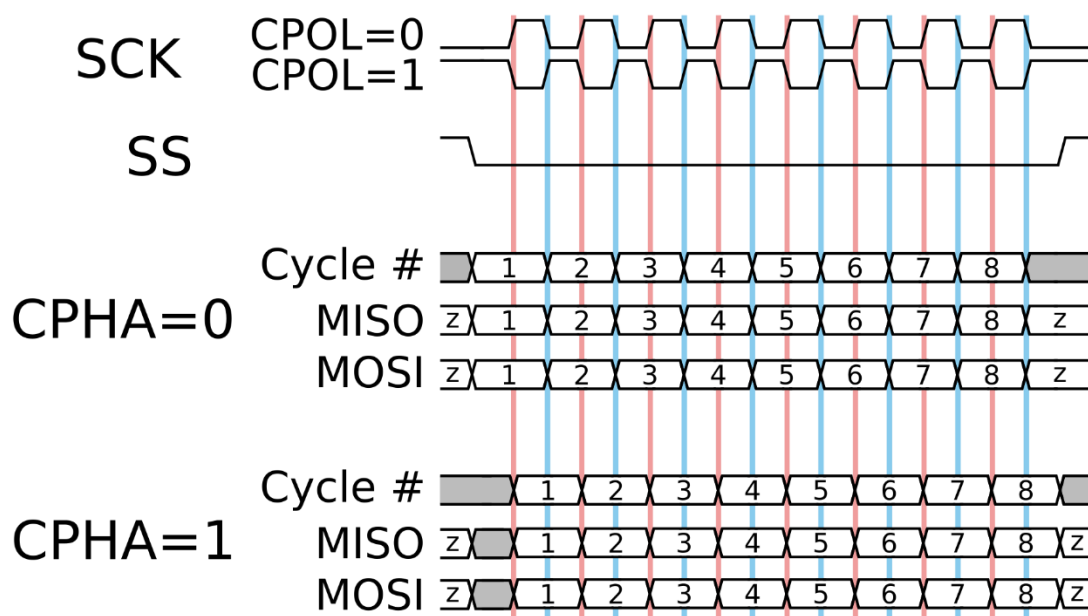 SCK CPOL=0
CPOL=1
SS
Cycle # 1 2 3 4 5 6 7 8
CPHA=0 MISO z 1 2 3 4 5 6 7 8 z
MOSI z 1 2 3 4 5 6 7 8 z
Cycle # 1 2 3 4 5 6 7 8
CPHA=1 MISO z 1 2 3 4 5 6 7 8 z
MOSI z 1 2 3 4 5 6 7 8 z